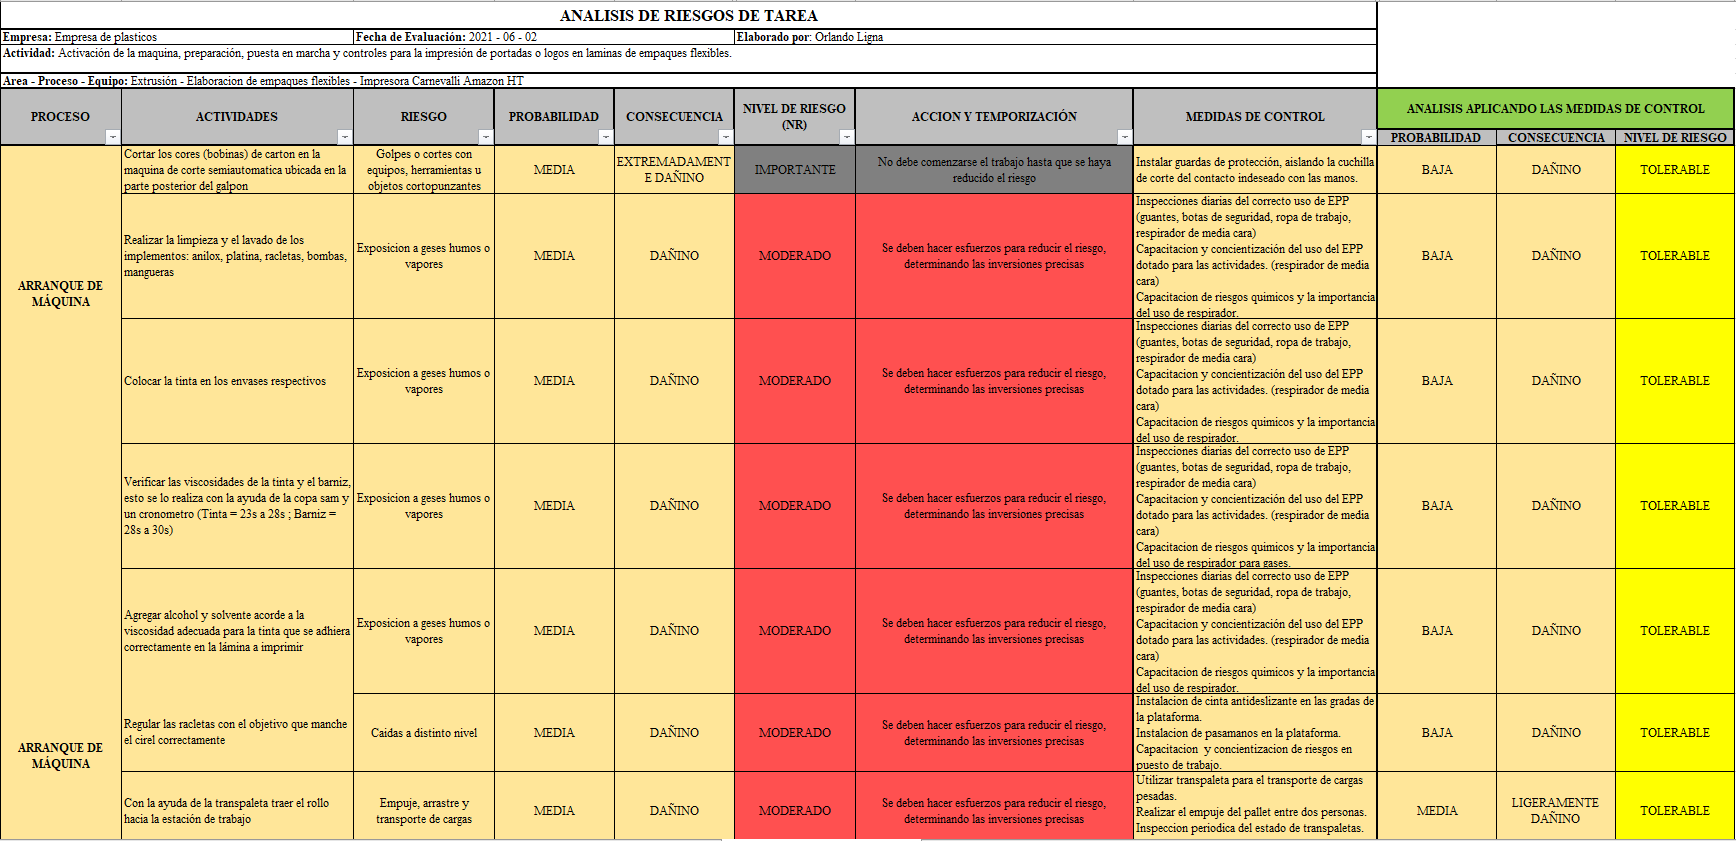 ANALISIS DE RIESGOS DE TAREA
Empresa: Empresa de plasticos
Fecha de Evaluación: 2021 - 06 - 02
Elaborado por: Orlando Ligna
Actividad: Activación de la maquina, preparación, puesta en marcha y controles para la impresión de portadas o logos en laminas de empaques flexibles.
Area - Proceso - Equipo: Extrusión - Elaboracion de empaques flexibles - Impresora Carnevalli Amazon HT
PROCESO
ACTIVIDADES
RIESGO
PROBABILIDAD
CONSECUENCIA
NIVEL DE RIESGO
(NR)
ACCION Y TEMPORIZACIÓN
MEDIDAS DE CONTROL
ANALISIS APLICANDO LAS MEDIDAS DE CONTROL
PROBABILIDAD
CONSECUENCIA
NIVEL DE RIESGO
ARRANQUE DE
MÁQUINA
Cortar los cores (bobinas) de carton en la
maquina de corte semiautomatica ubicada en la
parte posterior del galpon
Golpes o cortes con
equipos, herramientas u
objetos cortopunzantes
MEDIA
EXTREMADAMENT
E DAÑINO
IMPORTANTE
No debe comenzarse el trabajo hasta que se haya
reducido el riesgo
Instalar guardas de protección, aislando la cuchilla
de corte del contacto indeseado con las manos.
BAJA
DAÑINO
TOLERABLE
Realizar la limpieza y el lavado de los
implementos: anilox, platina, racletas, bombas,
mangueras
Exposicion a geses humos o
vapores
MEDIA
DAÑINO
MODERADO
Se deben hacer esfuerzos para reducir el riesgo,
determinando las inversiones precisas
Inspecciones diarias del correcto uso de EPP
(guantes, botas de seguridad, ropa de trabajo,
respirador de media cara)
Capacitacion y concientización del uso del EPP
dotado para las actividades. (respirador de media
cara)
Capacitacion de riesgos quimicos y la importancia
del uso de respirador.
BAJA
DAÑINO
TOLERABLE
Colocar la tinta en los envases respectivos
Exposicion a geses humos o
vapores
MEDIA
DAÑINO
MODERADO
Se deben hacer esfuerzos para reducir el riesgo,
determinando las inversiones precisas
Inspecciones diarias del correcto uso de EPP
(guantes, botas de seguridad, ropa de trabajo,
respirador de media cara)
Capacitacion y concientización del uso del EPP
dotado para las actividades. (respirador de media
cara)
Capacitacion de riesgos quimicos y la importancia
del uso de respirador.
BAJA
DAÑINO
TOLERABLE
Verificar las viscosidades de la tinta y el barniz,
esto se lo realiza con la ayuda de la copa sam y
un cronometro (Tinta = 23s a 28s ; Barniz =
28s a 30s)
Exposicion a geses humos o
vapores
MEDIA
DAÑINO
MODERADO
Se deben hacer esfuerzos para reducir el riesgo,
determinando las inversiones precisas
Inspecciones diarias del correcto uso de EPP
(guantes, botas de seguridad, ropa de trabajo,
respirador de media cara)
Capacitacion y concientización del uso del EPP
dotado para las actividades. (respirador de media
cara)
Capacitacion de riesgos quimicos y la importancia
del uso de respirador para gases.
BAJA
DAÑINO
TOLERABLE
Agregar alcohol y solvente acorde a la
viscosidad adecuada para la tinta que se adhiera
correctamente en la lámina a imprimir
Exposicion a geses humos o
vapores
MEDIA
DAÑINO
MODERADO
Se deben hacer esfuerzos para reducir el riesgo,
determinando las inversiones precisas
Inspecciones diarias del correcto uso de EPP
(guantes, botas de seguridad, ropa de trabajo,
respirador de media cara)
Capacitacion y concientización del uso del EPP
dotado para las actividades. (respirador de media
cara)
Capacitacion de riesgos quimicos y la importancia
del uso de respirador.
BAJA
DAÑINO
TOLERABLE
ARRANQUE DE
MÁQUINA
Regular las racletas con el objetivo que manche
el cirel correctamente
Caidas a distinto nivel
MEDIA
DAÑINO
MODERADO
Se deben hacer esfuerzos para reducir el riesgo,
determinando las inversiones precisas
Instalacion de cinta antideslizante en las gradas de
la plataforma.
Instalacion de pasamanos en la plataforma.
Capacitacion y concientizacion de riesgos en
puesto de trabajo.
BAJA
DAÑINO
TOLERABLE
Con la ayuda de la transpaleta traer el rollo
hacia la estación de trabajo
Empuje, arrastre y
transporte de cargas
MEDIA
DAÑINO
MODERADO
Se deben hacer esfuerzos para reducir el riesgo,
determinando las inversiones precisas
Utilizar transpaleta para el transporte de cargas
pesadas.
Realizar el empuje del pallet entre dos personas.
Inspeccion periodica del estado de transpaletas.
MEDIA
LIGERAMENTE
DAÑINO
TOLERABLE